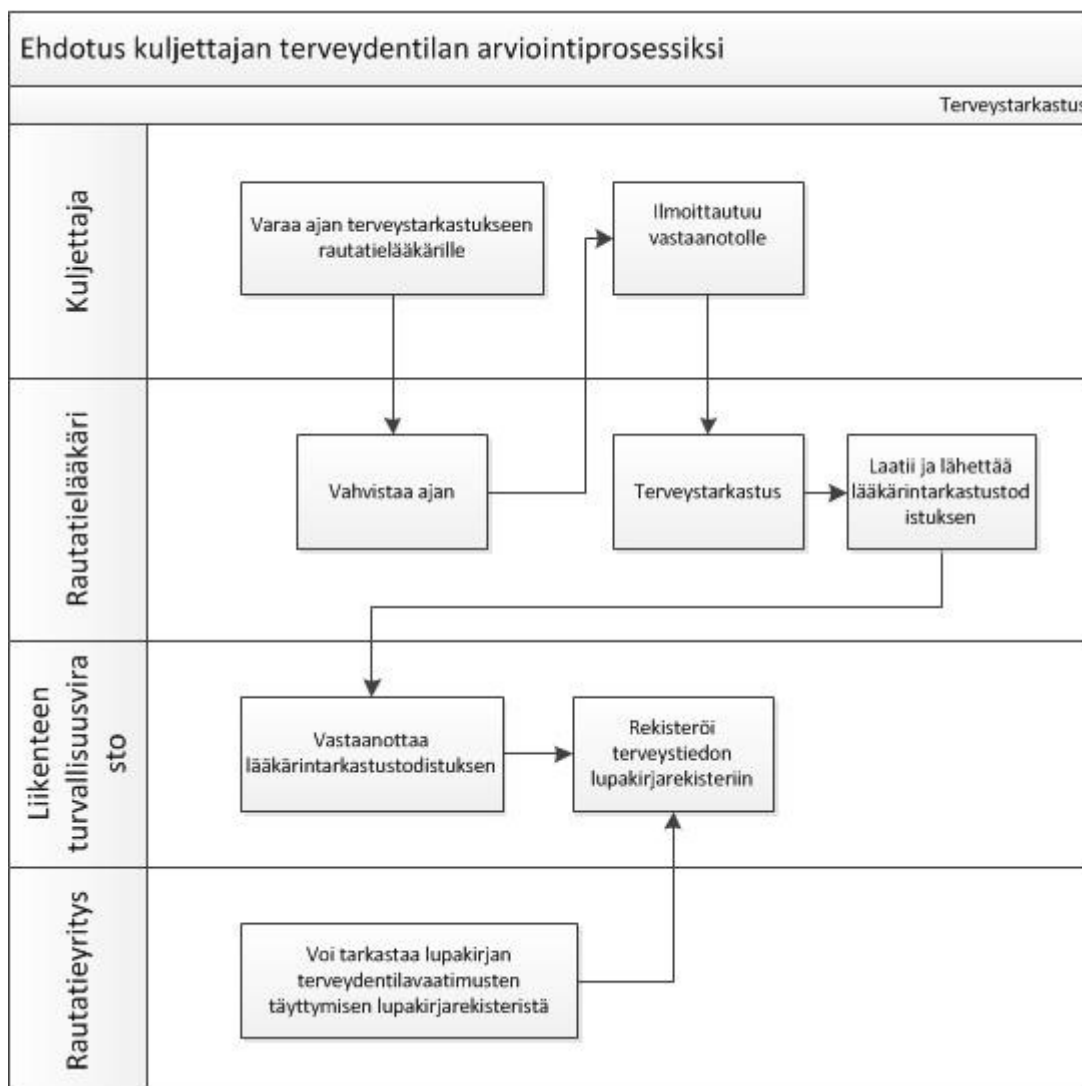 Ehdotus kuljettajan terveydentilan arviointiprosessiksi
Terveystarkastus
Kuljettaja
Varaa ajan terveystarkastukseen
rautatielääkärille
Ilmoittautuu
vastaanotolle
Rautatielääkäri
Vahvistaa ajan
Terveystarkastus
Laatii ja lähettää
lääkärintarkastustod
istuksen
Liikenteen
turvallisuusvira
sto
Vastaanottaa
lääkärintarkastustodistuksen
Rekisteröi
terveystiedon
lupakirjarekisteriin
Rautatieyritys
Voi tarkastaa lupakirjan
terveydentilavaatimusten
täyttymisen lupakirjarekisteristä